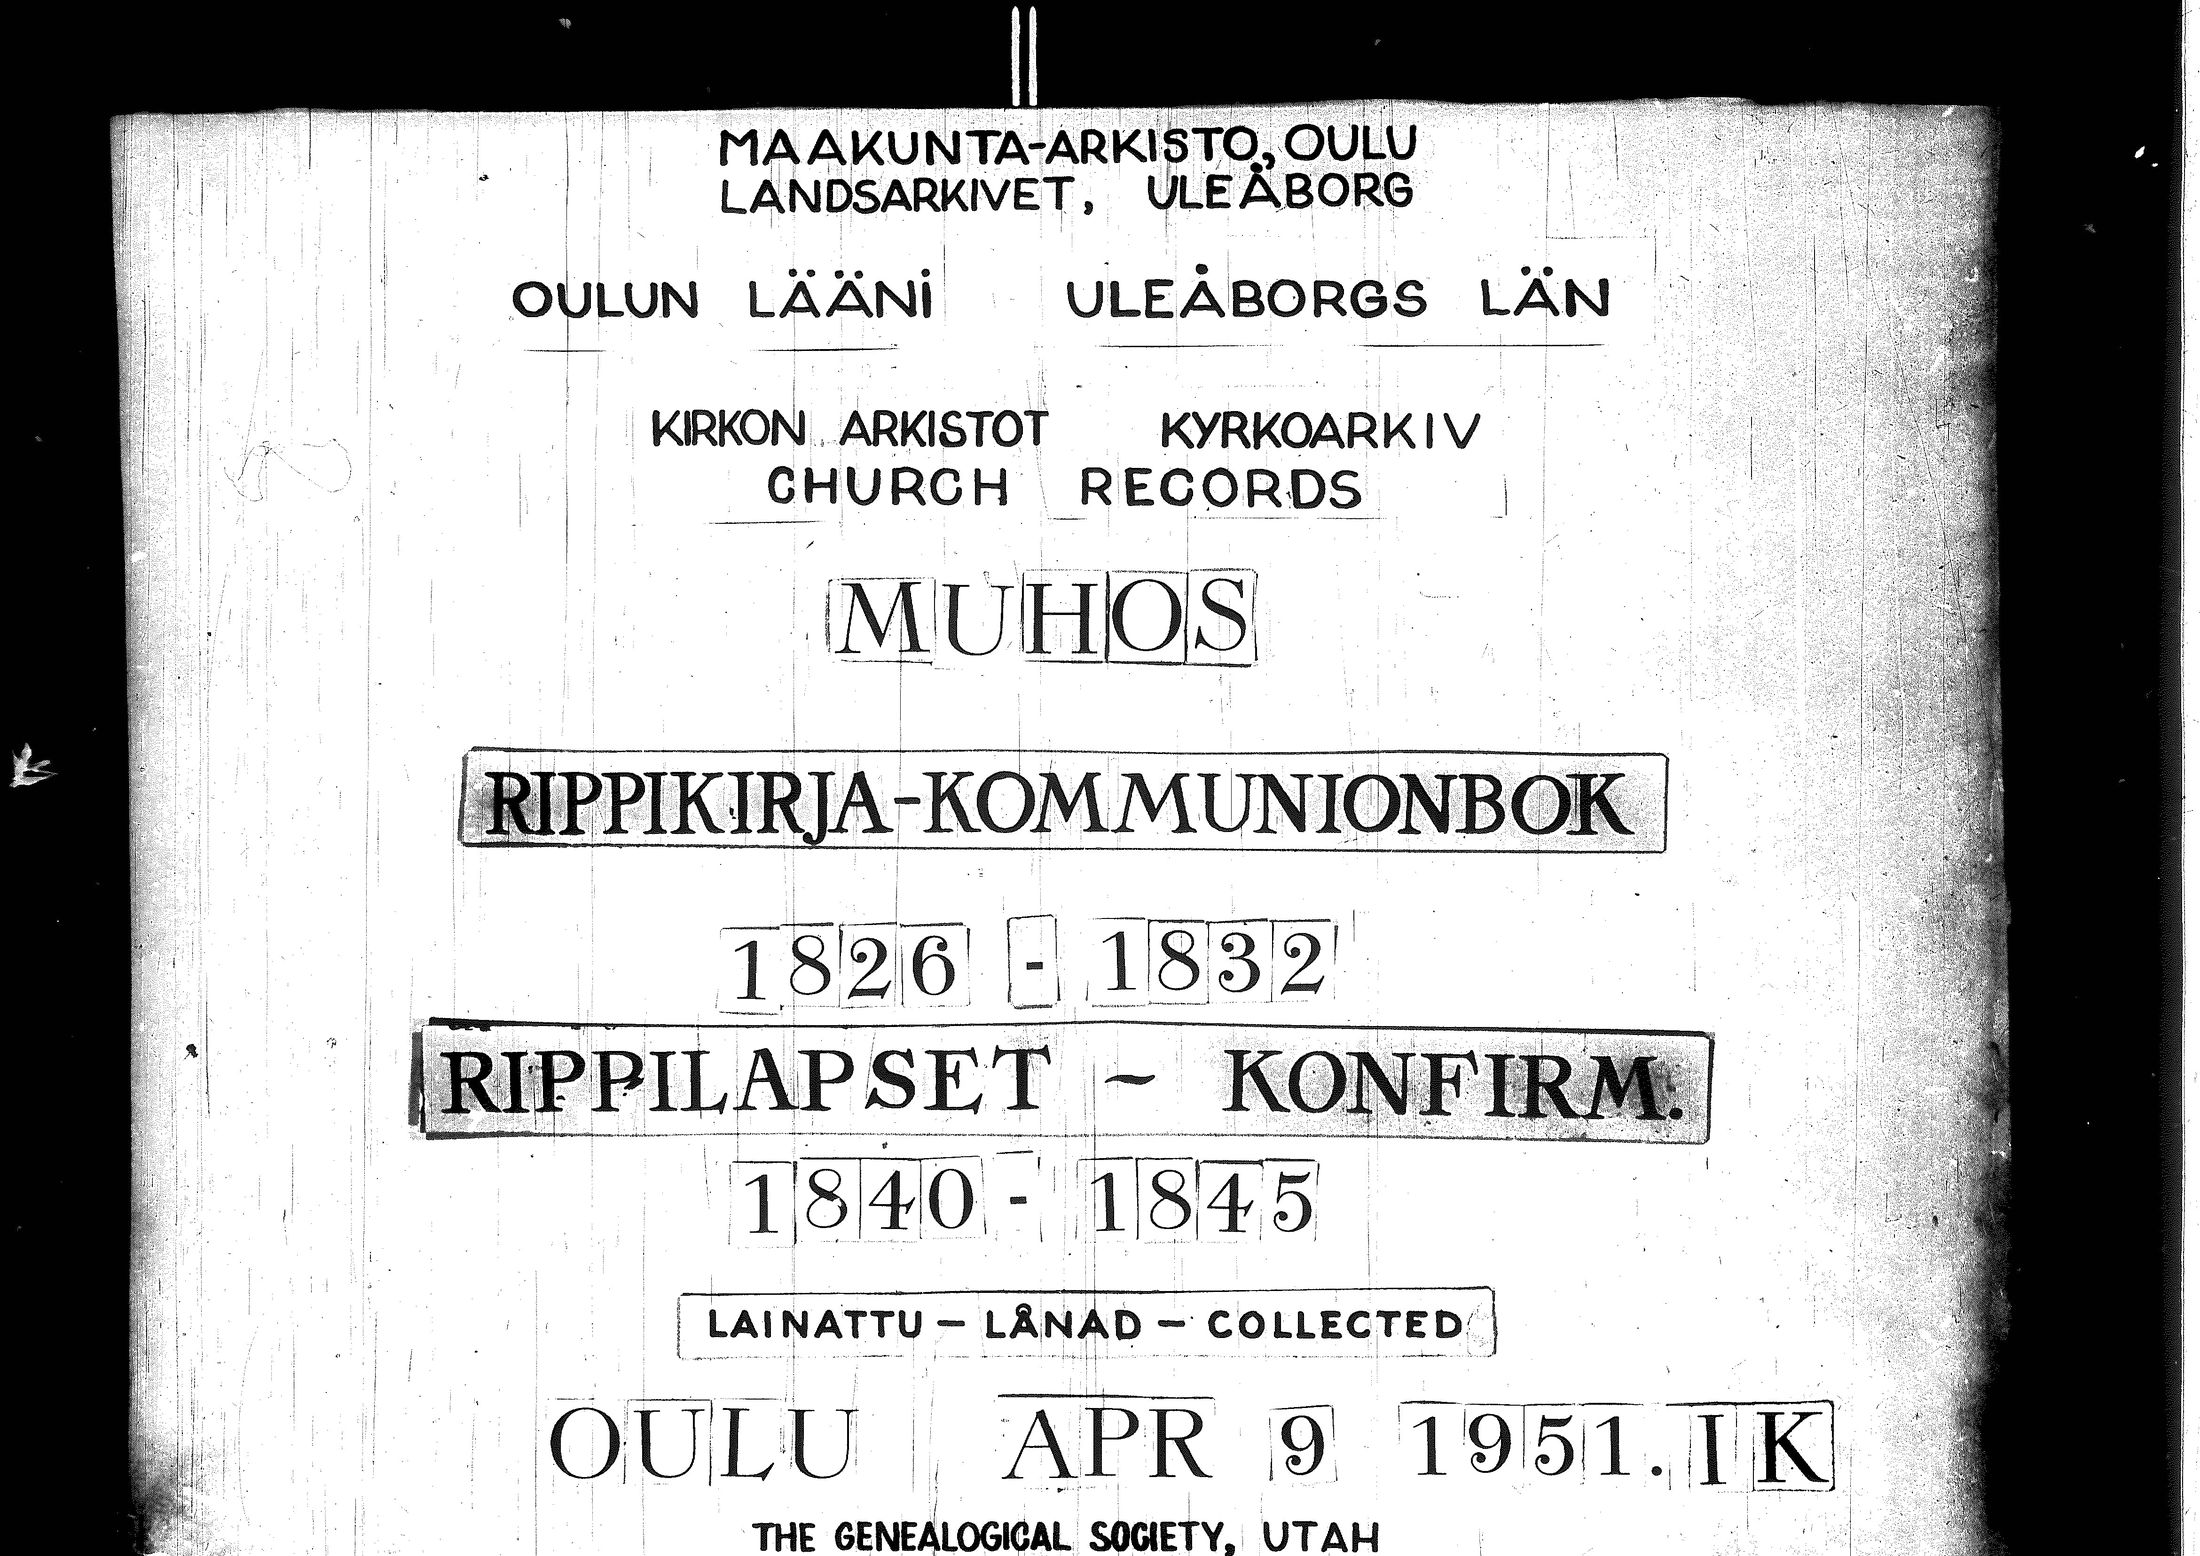 MAAKUNTA-ARKISTO, OULU
LANDSARKIVET, ULEÅBORG
OULUN LÄÄNI ULEÅBORGS LÄN
KIRKON ARKISTOT KYRKOARKIV
CHURCH RECORDS
MUHOS
RIPPIKIRJA-KOMMUNIONBOK
1826 - 1832
RIPPILAPSET - KONFIRM.
1840 - 1845
LAINATTU - LÅNAD - COLLECTED
OULU APR 9 1951. IK
THE GENEALOGICAL SOCIETY, UTAH